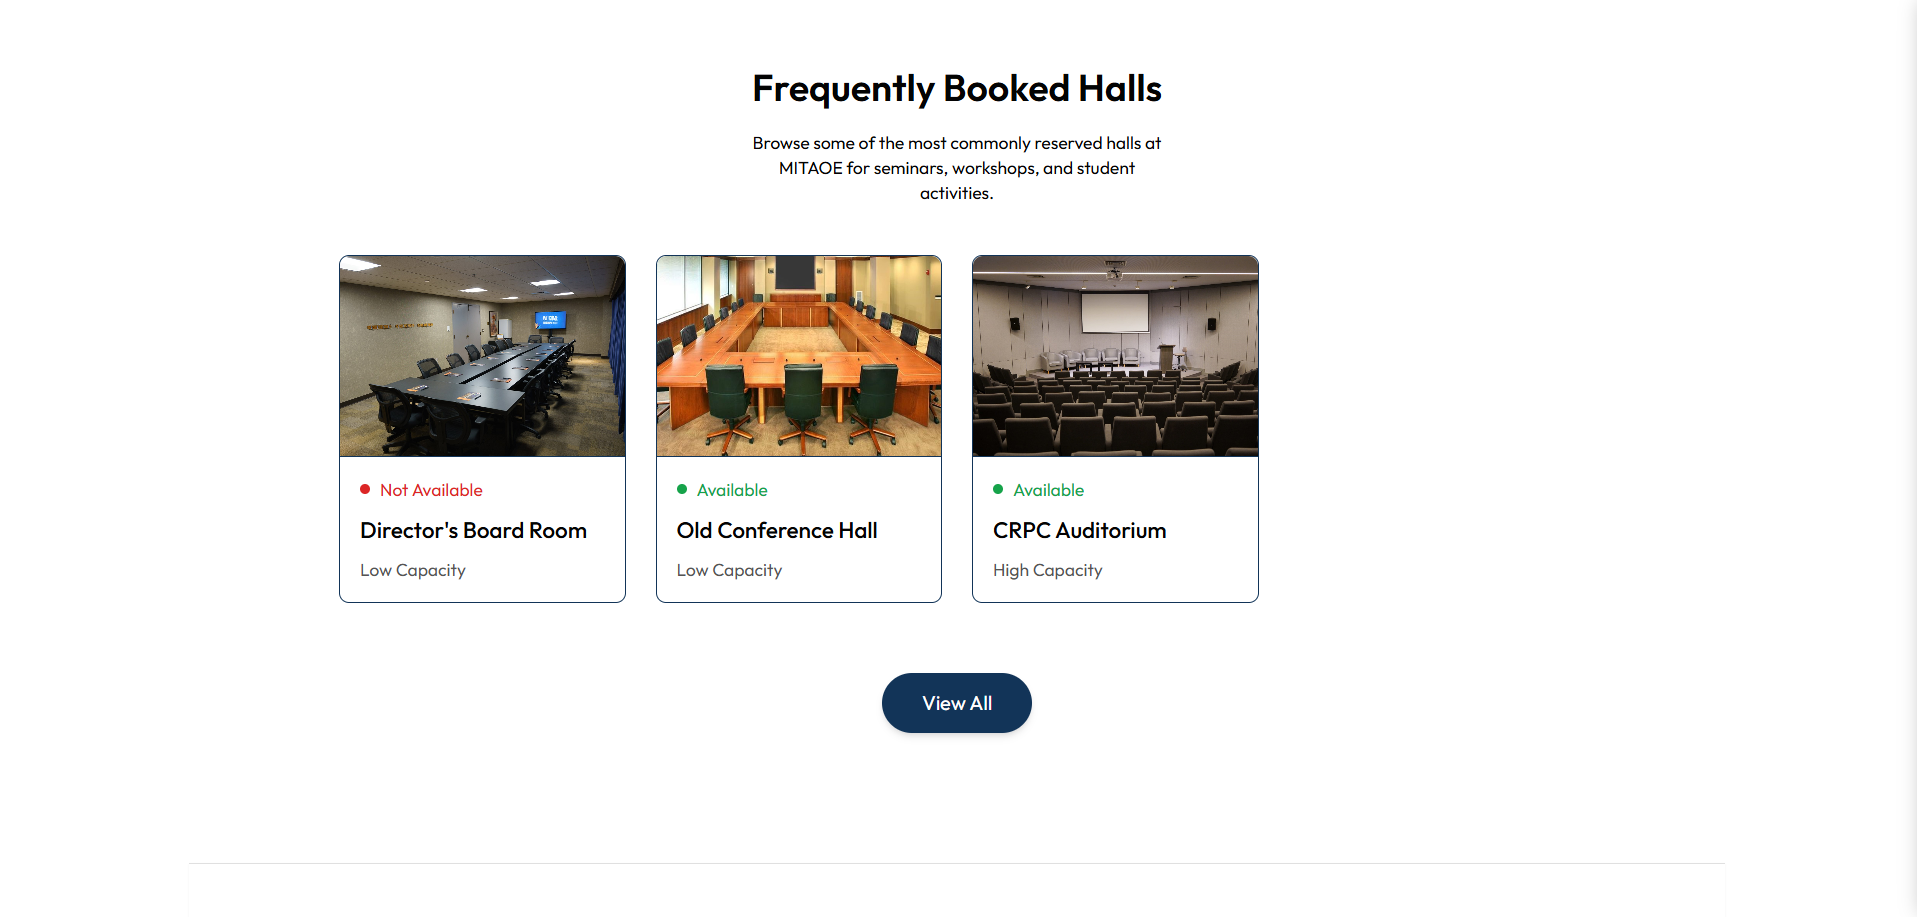 Frequently Booked Halls
Browse some of the most commonly reserved halls at
MITAOE for seminars, workshops, and student
activities.
Not Available
Director's Board Room
Low Capacity
Available
Old Conference Hall
Low Capacity
Available
CRPC Auditorium
High Capacity
View All